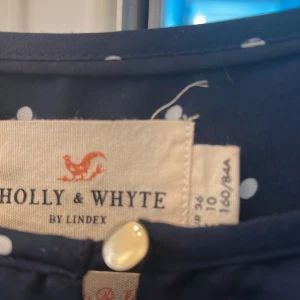 HOLLY & WHYTE
BY LINDEX
36
10
160/84A